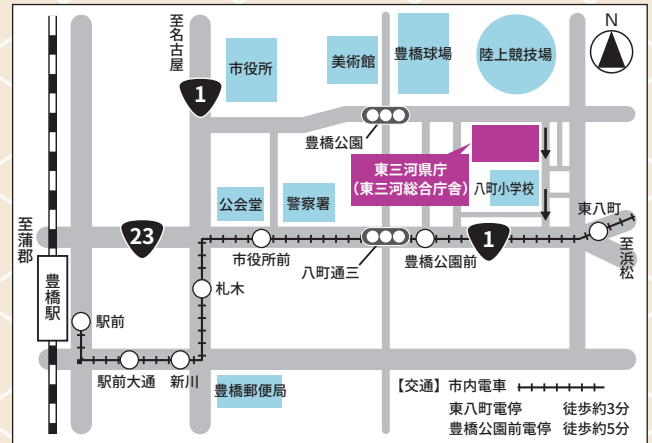 至名古屋
N
市役所
美術館
豊橋球場
陸上競技場
1
豊橋公園
東三河県庁
（東三河総合庁舎）
八町小学校
公会堂
警察署
東八町
至蒲郡
23
1
市役所前
八町通三
豊橋公園前
至浜松
豊橋駅
札木
駅前
駅前大通
新川
豊橋郵便局
【交通】市内電車
東八町電停 徒歩約3分
豊橋公園前電停 徒歩約5分